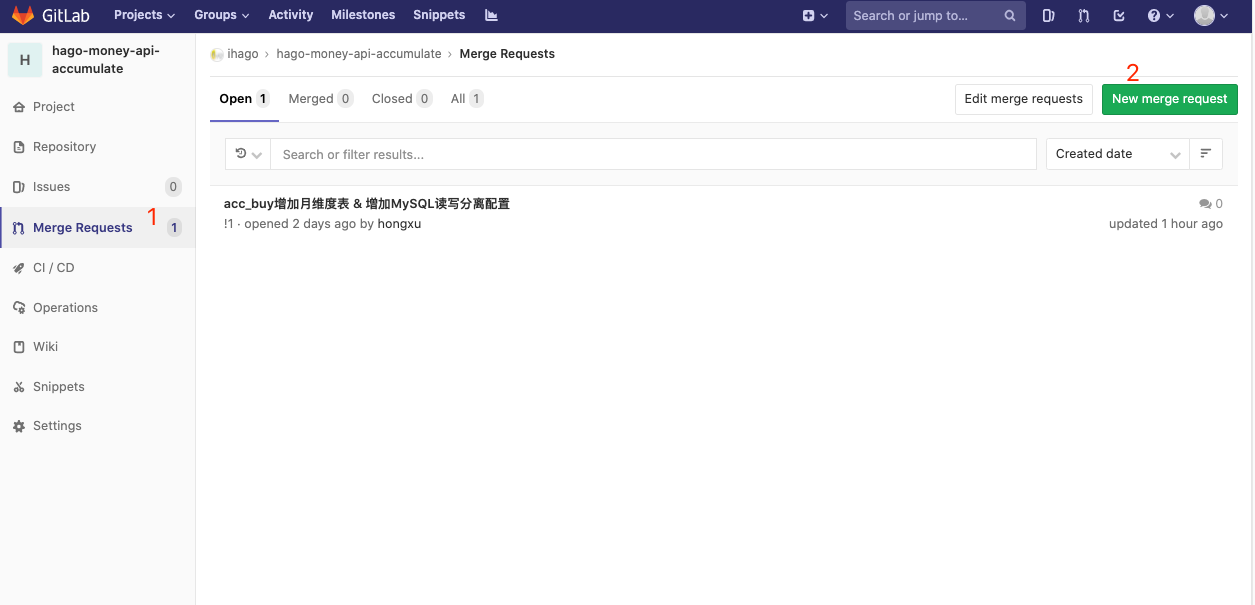 GitLab Projects Groups Activity Milestones Snippets Search or jump to...
H hago-money-api-accumulate
ihago › hago-money-api-accumulate › Merge Requests
2
Open 1 Merged 0 Closed 0 All 1 Edit merge requests New merge request
Search or filter results... Created date
acc_buy增加月维度表 & 增加MySQL读写分离配置 0
!1 · opened 2 days ago by hongxu updated 1 hour ago
Project
Repository
Issues 0
Merge Requests 1 1
CI / CD
Operations
Wiki
Snippets
Settings